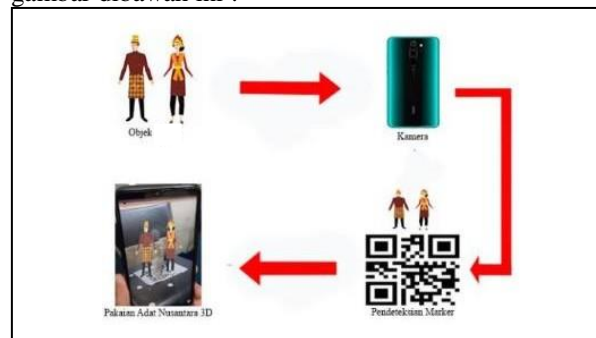 gambar dibawah ini :
Objek
Kamera
Pakaian Adat Nusantara 3D
Pendeteksian Marker